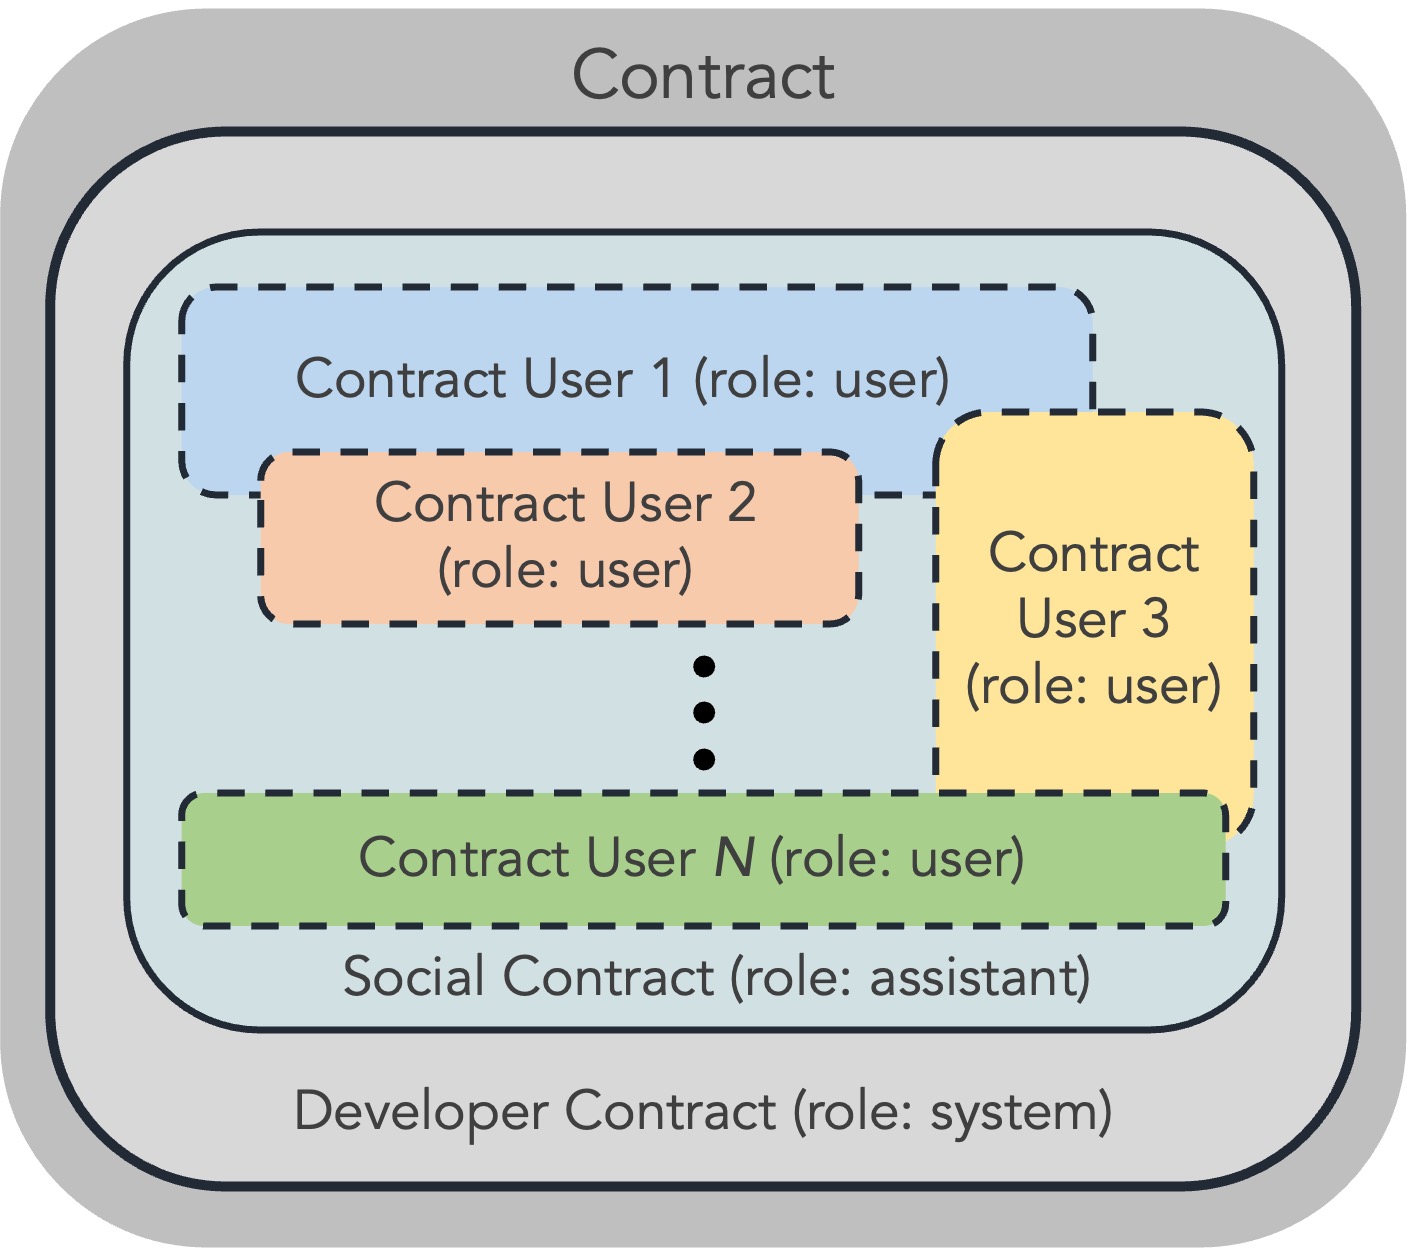 Contract
Contract User 1 (role: user)
Contract User 2
(role: user)
Contract
User 3
(role: user)
Contract User N (role: user)
Social Contract (role: assistant)
Developer Contract (role: system)